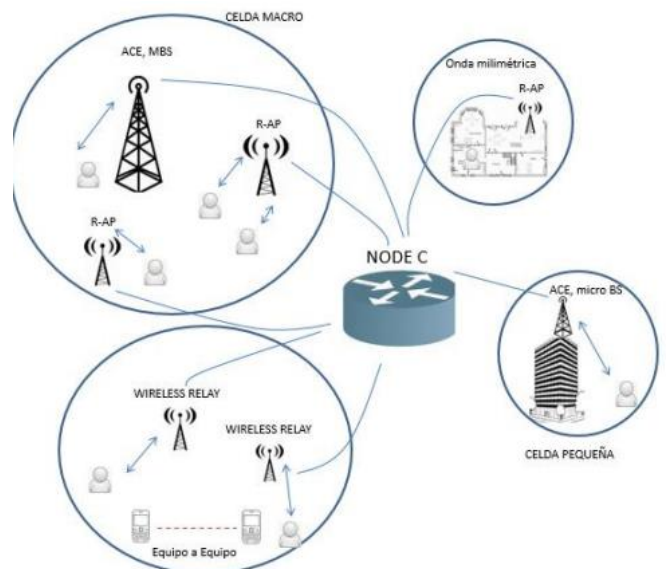 CELDA MACRO
ACE, MBS
R-AP
R-AP
Onda milimétrica
R-AP
NODE C
ACE, micro BS
CELDA PEQUEÑA
WIRELESS RELAY
WIRELESS RELAY
Equipo a Equipo